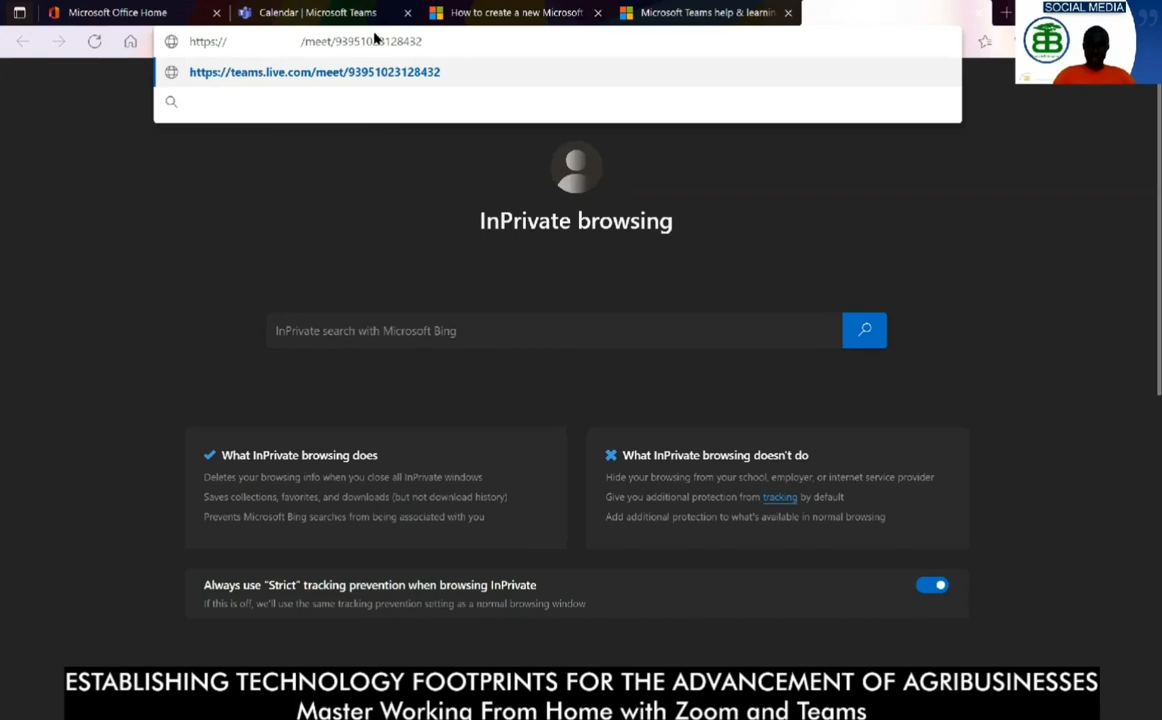 Microsoft Office Home
Calendar | Microsoft Teams
How to create a new Microsoft
Microsoft Teams help & learnin
SOCIAL MEDIA
https:// /meet/93951023128432
https://teams.live.com/meet/93951023128432
InPrivate browsing
InPrivate search with Microsoft Bing
What InPrivate browsing does
Deletes your browsing info when you close all InPrivate windows
Saves collections, favorites, and downloads (but not download history)
Prevents Microsoft Bing searches from being associated with you
What InPrivate browsing doesn't do
Hide your browsing from your school, employer, or internet service provider
Give you additional protection from tracking by default
Add additional protection to what's available in normal browsing
Always use "Strict" tracking prevention when browsing InPrivate
If this is off, we'll use the same tracking prevention setting as a normal browsing window
ESTABLISHING TECHNOLOGY FOOTPRINTS FOR THE ADVANCEMENT OF AGRIBUSINESSES
Master Working From Home with Zoom and Teams